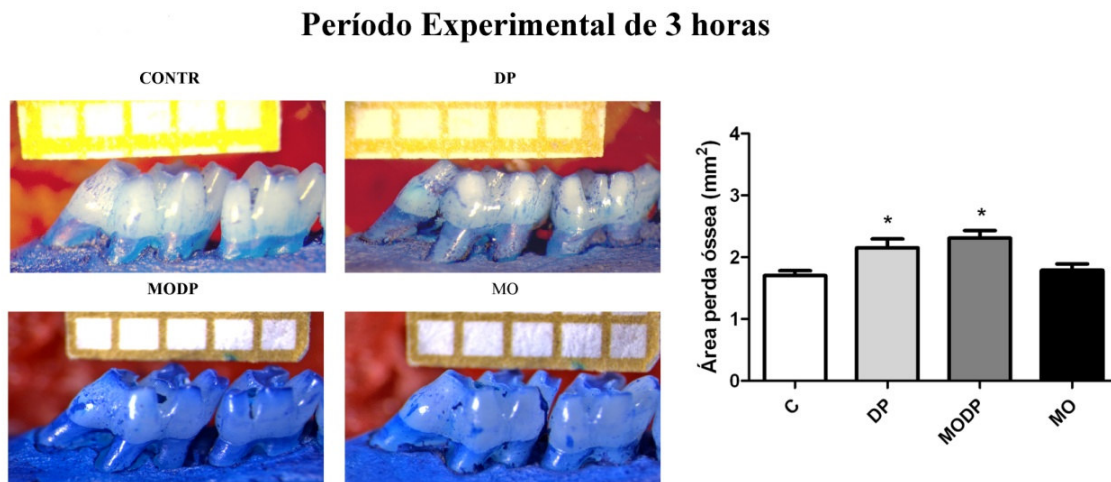 Período Experimental de 3 horas
CONTR
DP
MODP
MO
Área perda óssea (mm²)
4
3
2
1
0
*
*
C
DP
MODP
MO